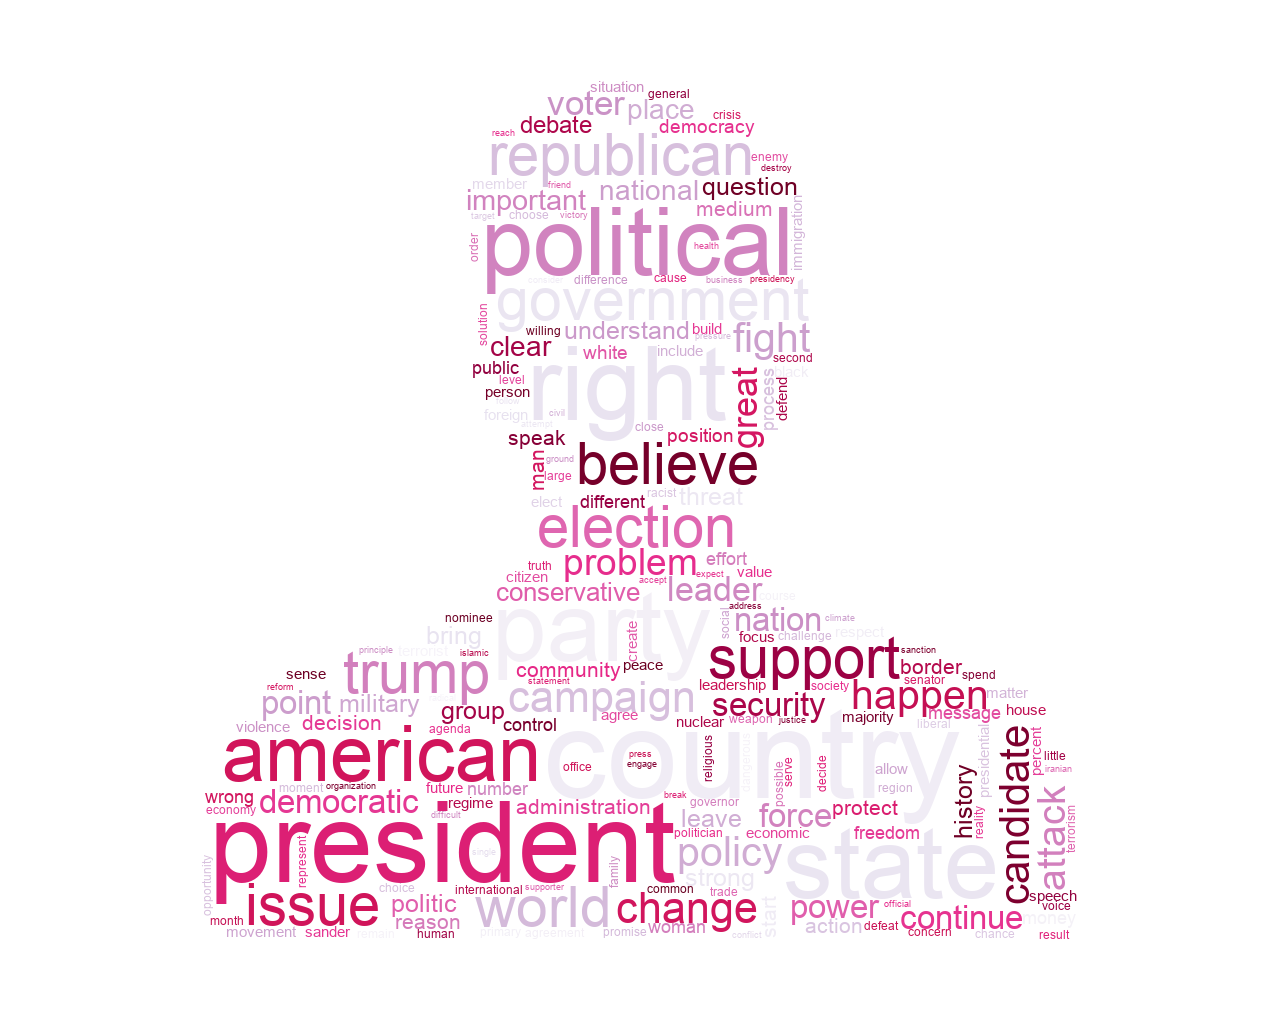 situation
general
voter
place
crisis
debate
democracy
reach
republican
enemy
destroy
member
friend
national
question
important
medium
immigration
target
choose
victory
political
order
health
consider
difference
cause
business
presidency
government
solution
willing
understand
build
fight
pressure
clear
white
include
second
public
right
great
process
black
level
defend
person
foreign
civil
attempt
close
speak
position
believe
man
ground
large
racist
threat
elect
different
election
problem
effort
truth
citizen
accept
expect
value
conservative
leader
course
address
party
nominee
social
nation
climate
bring
create
focus
challenge
respect
principle
terrorist
islamic
support
sanction
trump
community
peace
border
sense
statement
leadership
society
senator
spend
reform
happen
point
military
campaign
security
matter
group
agree
message
house
violence
decision
control
nuclear
weapon
justice
majority
liberal
agenda
american
country
candidate
percent
presidential
press
engage
office
religious
dangerous
possible
serve
decide
allow
little
iranian
history
moment
organization
future
number
break
region
wrong
democratic
regime
administration
governor
attack
economy
difficult
leave
force
protect
reality
terrorism
president
politician
economic
freedom
represent
single
policy
state
opportunity
family
strong
choice
international
supporter
common
trade
speech
issue
politic
world
change
start
power
official
voice
month
reason
continue
money
movement
sander
remain
human
primary
agreement
promise
woman
conflict
action
defeat
concern
chance
result